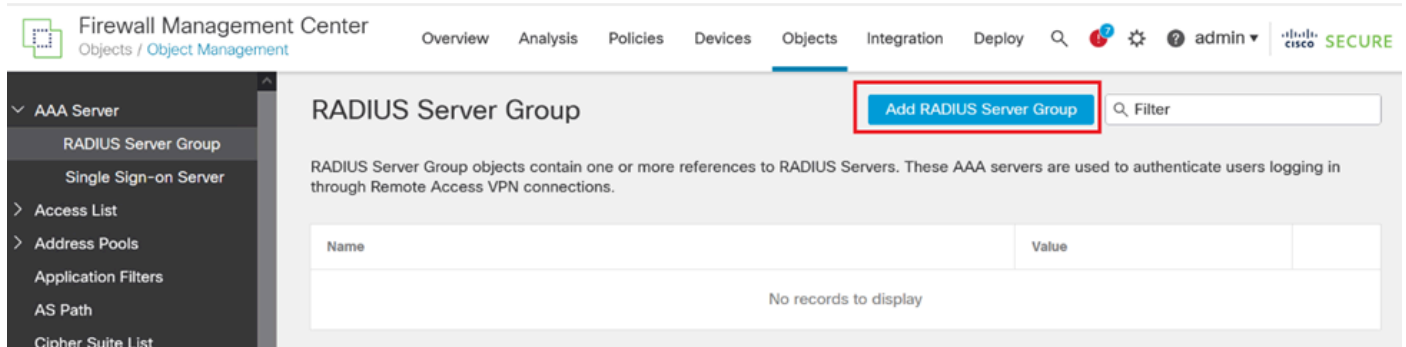 Firewall Management Center
Objects / Object Management
Overview Analysis Policies Devices Objects Integration Deploy 7 admin cisco SECURE
AAA Server
RADIUS Server Group
Single Sign-on Server
Access List
Address Pools
Application Filters
AS Path
Cipher Suite List
RADIUS Server Group
Add RADIUS Server Group
Filter
RADIUS Server Group objects contain one or more references to RADIUS Servers. These AAA servers are used to authenticate users logging in
through Remote Access VPN connections.
Name Value
No records to display